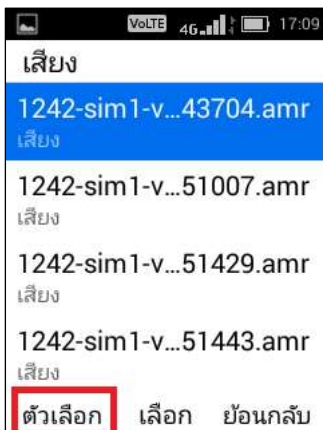 VoLTE 4G 17:09
เสียง
1242-sim1-v...43704.amr
เสียง
1242-sim1-v...51007.amr
เสียง
1242-sim1-v...51429.amr
เสียง
1242-sim1-v...51443.amr
เสียง
ตัวเลือก เลือก ย้อนกลับ